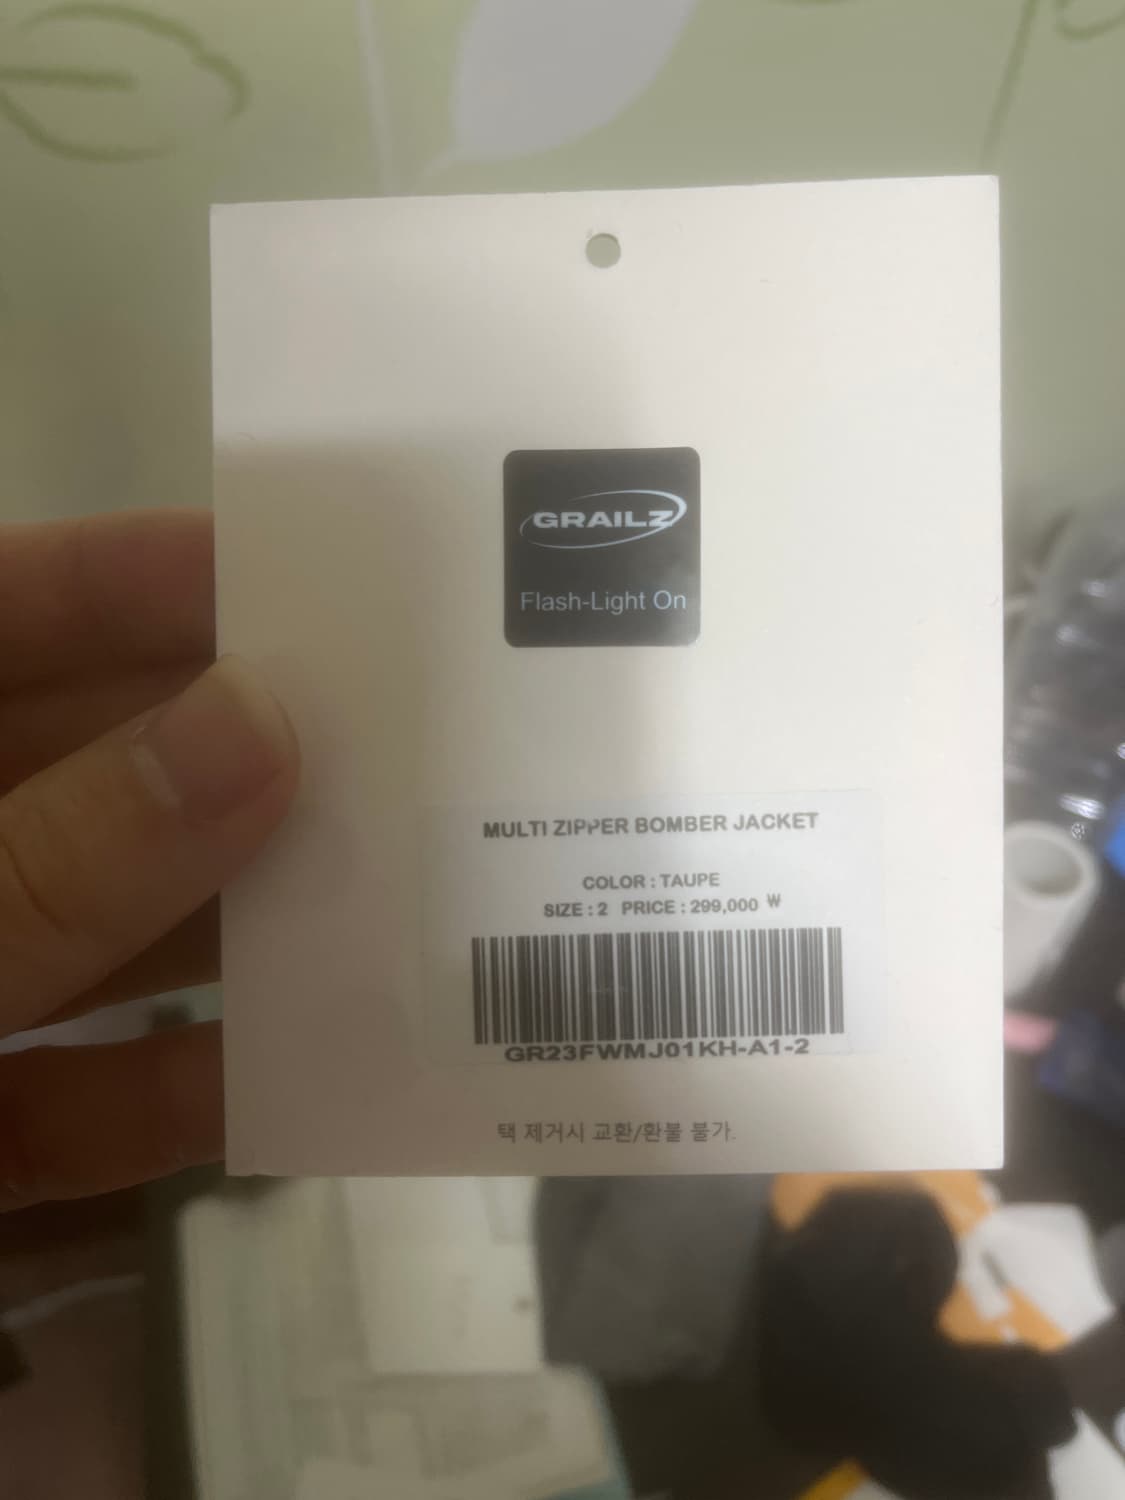 GRAILZ
Flash-Light On
MULTI ZIPPER BOMBER JACKET
COLOR : TAUPE
SIZE : 2 PRICE : 299,000 ₩
GR23FWMJ01KH-A1-2
택 제거시 교환/환불 불가.